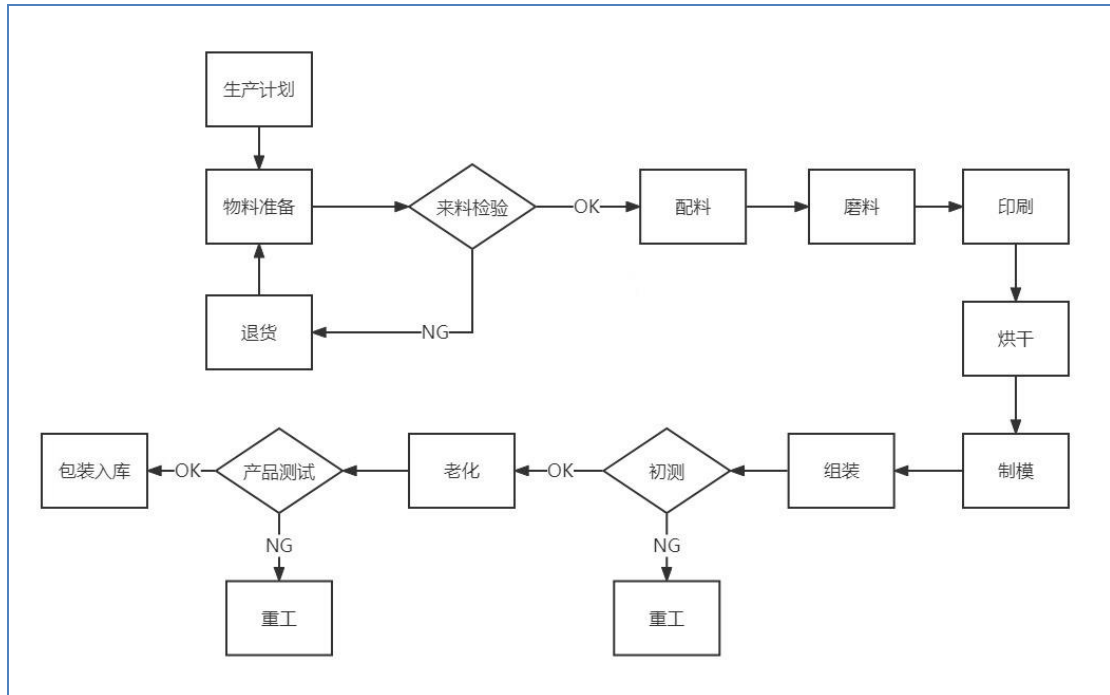 生产计划
物料准备
来料检验
OK
配料
磨料
印刷
退货
NG
烘干
包装入库
OK
产品测试
老化
OK
初测
组装
制模
NG
NG
重工
重工